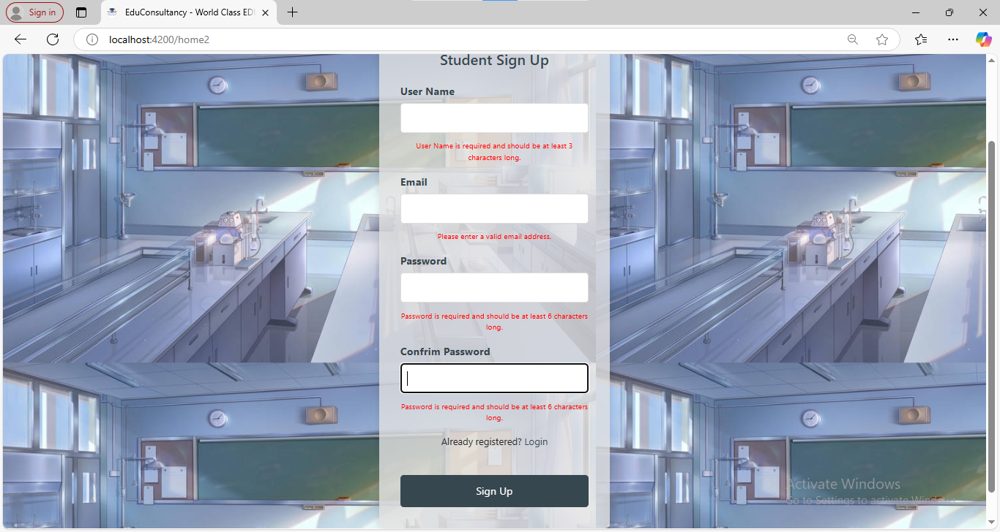 Sign in
EduConsultancy - World Class ED
localhost:4200/home2
Student Sign Up
User Name
User Name is required and should be at least 3
characters long.
Email
Please enter a valid email address.
Password
Password is required and should be at least 6 characters
long.
Confrim Password
Password is required and should be at least 6 characters
long.
Already registered? Login
Sign Up
Activate Windows
Go to Settings to activate Windows.